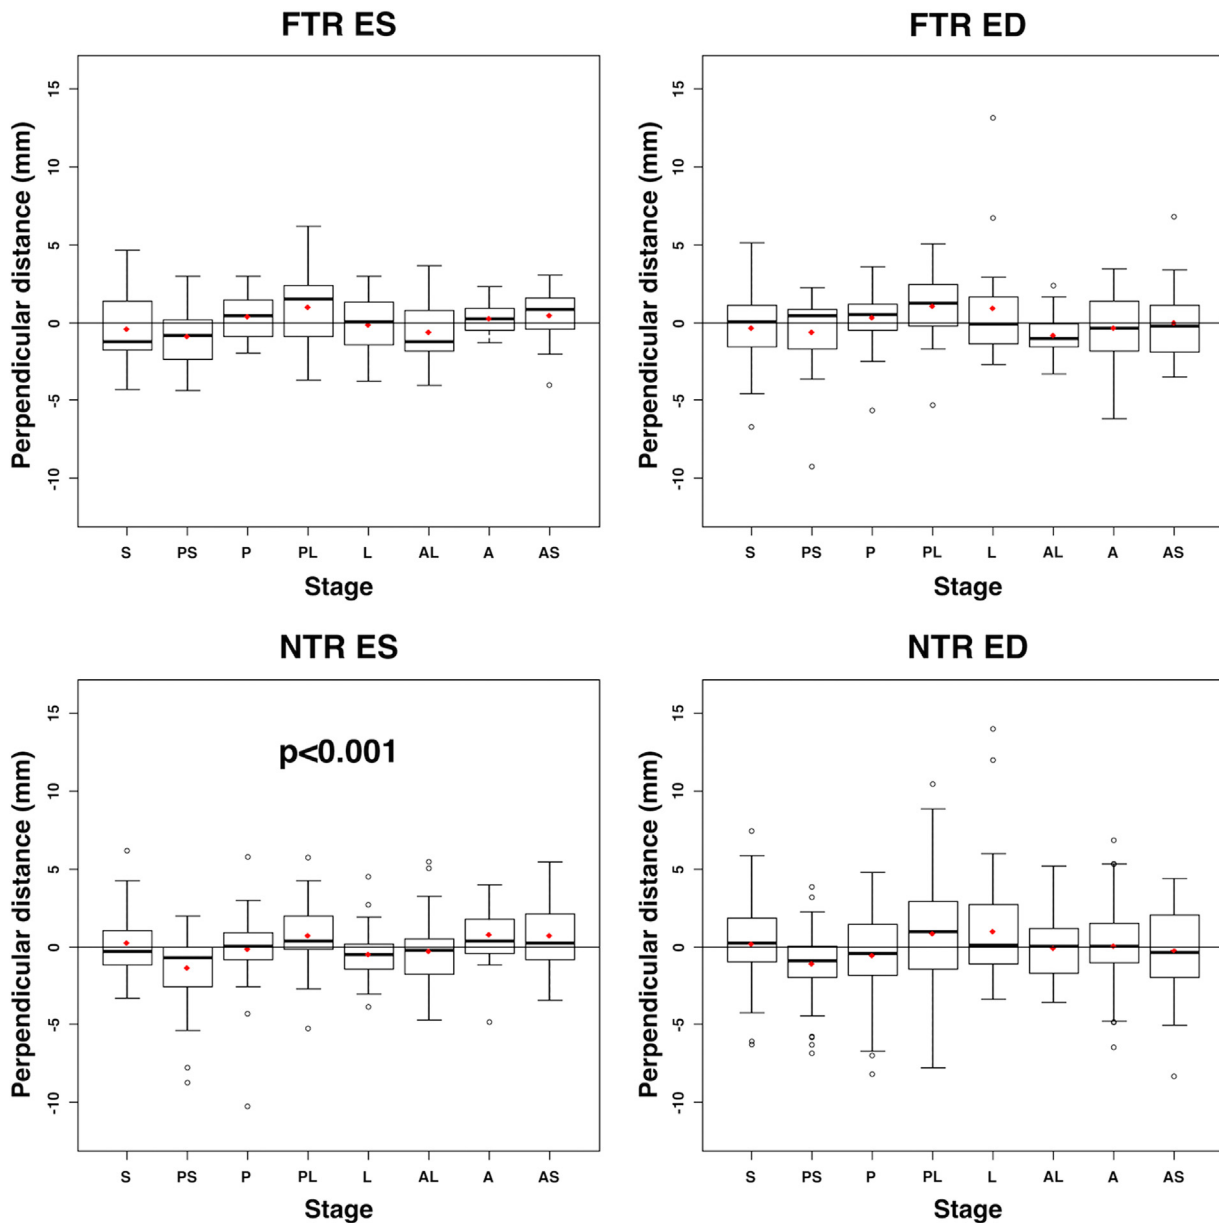 FTR ES
Perpendicular distance (mm)
15
10
5
0
-5
-10
S PS P PL L AL A AS
Stage
FTR ED
Perpendicular distance (mm)
15
10
5
0
-5
-10
S PS P PL L AL A AS
Stage
NTR ES
p<0.001
Perpendicular distance (mm)
15
10
5
0
-5
-10
S PS P PL L AL A AS
Stage
NTR ED
Perpendicular distance (mm)
15
10
5
0
-5
-10
S PS P PL L AL A AS
Stage